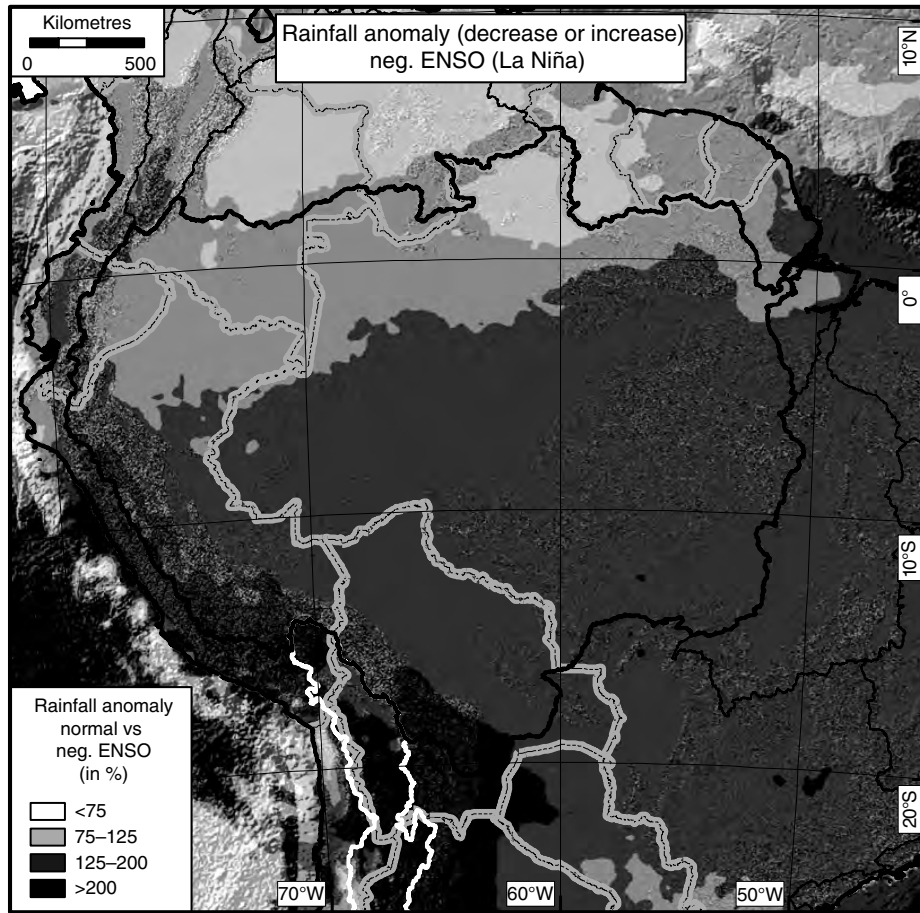 Kilometres
0 500
Rainfall anomaly (decrease or increase)
neg. ENSO (La Niña)
10°N
0°
10°S
20°S
Rainfall anomaly
normal vs
neg. ENSO
(in %)
<75
75–125
125–200
>200
70°W
60°W
50°W